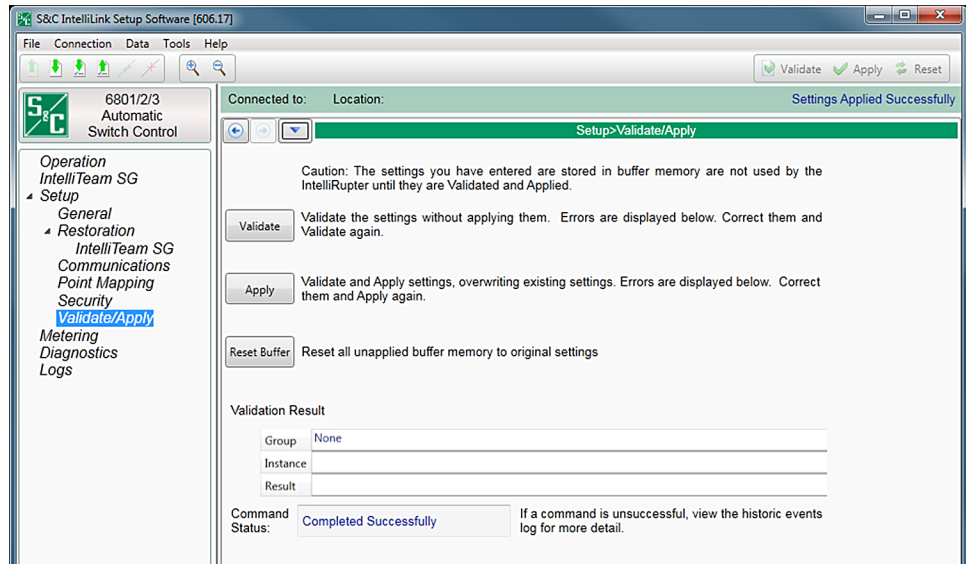 S&C IntelliLink Setup Software [606.17]
File Connection Data Tools Help
Validate Apply Reset
S&C
6801/2/3
Automatic
Switch Control
Connected to: Location: Settings Applied Successfully
Setup>Validate/Apply
Operation
IntelliTeam SG
Setup
General
Restoration
IntelliTeam SG
Communications
Point Mapping
Security
Validate/Apply
Metering
Diagnostics
Logs
Caution: The settings you have entered are stored in buffer memory are not used by the
IntelliRupter until they are Validated and Applied.
Validate
Validate the settings without applying them. Errors are displayed below. Correct them and
Validate again.
Apply
Validate and Apply settings, overwriting existing settings. Errors are displayed below. Correct
them and Apply again.
Reset Buffer
Reset all unapplied buffer memory to original settings
Validation Result
Group None
Instance
Result
Command
Status:
Completed Successfully
If a command is unsuccessful, view the historic events
log for more detail.